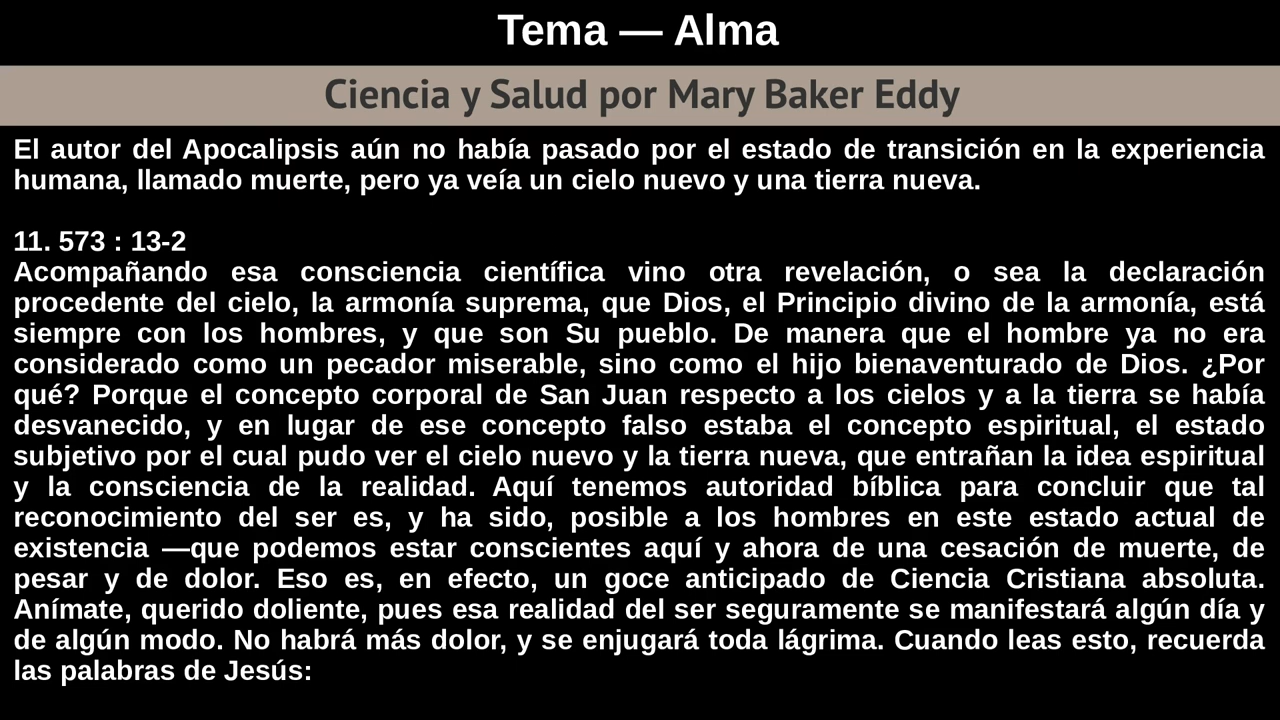 Tema — Alma
Ciencia y Salud por Mary Baker Eddy
El autor del Apocalipsis aún no había pasado por el estado de transición en la experiencia
humana, llamado muerte, pero ya veía un cielo nuevo y una tierra nueva.
11. 573 : 13-2
Acompañando esa consciencia científica vino otra revelación, o sea la declaración
procedente del cielo, la armonía suprema, que Dios, el Principio divino de la armonía, está
siempre con los hombres, y que son Su pueblo. De manera que el hombre ya no era
considerado como un pecador miserable, sino como el hijo bienaventurado de Dios. ¿Por
qué? Porque el concepto corporal de San Juan respecto a los cielos y a la tierra se había
desvanecido, y en lugar de ese concepto falso estaba el concepto espiritual, el estado
subjetivo por el cual pudo ver el cielo nuevo y la tierra nueva, que entrañan la idea espiritual
y la consciencia de la realidad. Aquí tenemos autoridad bíblica para concluir que tal
reconocimiento del ser es, y ha sido, posible a los hombres en este estado actual de
existencia —que podemos estar conscientes aquí y ahora de una cesación de muerte, de
pesar y de dolor. Eso es, en efecto, un goce anticipado de Ciencia Cristiana absoluta.
Anímate, querido doliente, pues esa realidad del ser seguramente se manifestará algún día y
de algún modo. No habrá más dolor, y se enjugará toda lágrima. Cuando leas esto, recuerda
las palabras de Jesús: